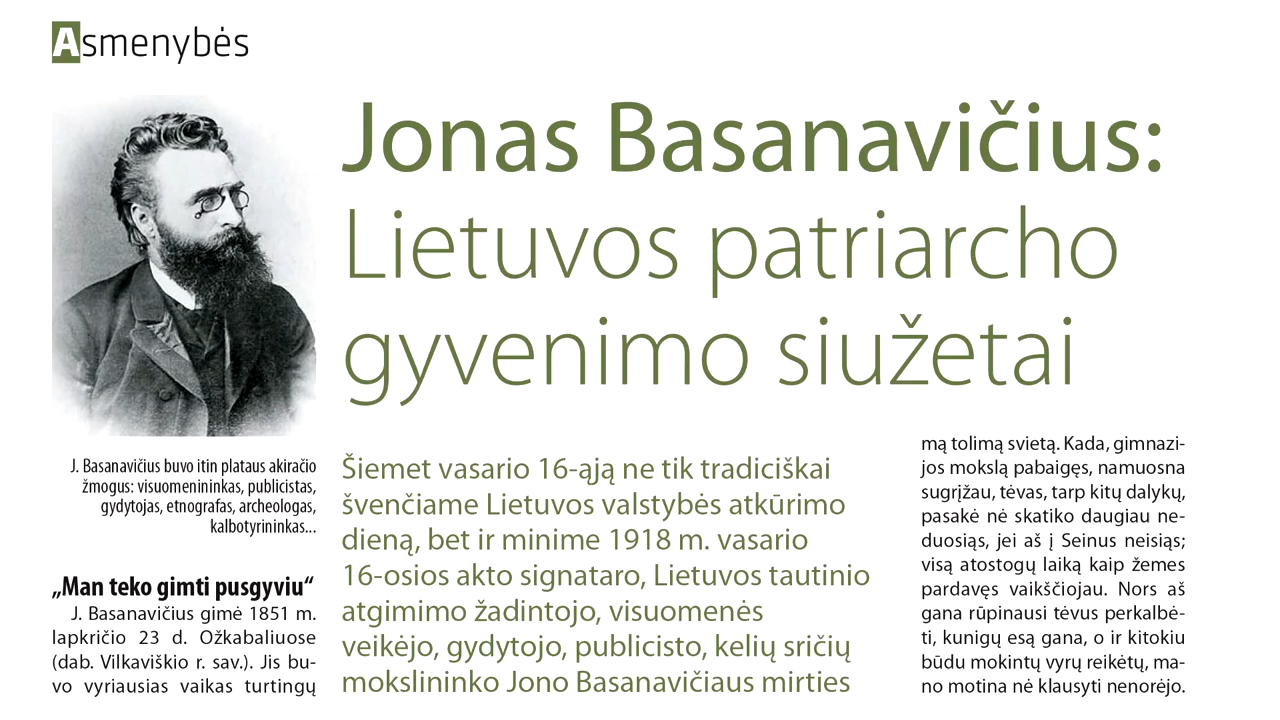 Asmenybės
Jonas Basanavičius:
Lietuvos patriarcho
gyvenimo siužetai
J. Basanavičius buvo itin plataus akiračio
žmogus: visuomenininkas, publicistas,
gydytojas, etnografas, archeologas,
kalbotyrininkas...
„Man teko gimti pusgyviu“
J. Basanavičius gimė 1851 m.
lapkričio 23 d. Ožkabaliuose
(dab. Vilkaviškio r. sav.). Jis bu-
vo vyriausias vaikas turtingų
Šiemet vasario 16-ąją ne tik tradiciškai
švenčiame Lietuvos valstybės atkūrimo
dieną, bet ir minime 1918 m. vasario
16-osios akto signataro, Lietuvos tautinio
atgimimo žadintojo, visuomenės
veikėjo, gydytojo, publicisto, kelių sričių
mokslininko Jono Basanavičiaus mirties
mą tolimą svietą. Kada, gimnazi-
jos mokslą pabaigęs, namuosna
sugrįžau, tėvas, tarp kitų dalykų,
pasakė nė skatiko daugiau ne-
duosiąs, jei aš į Seinus neisiąs;
visą atostogų laiką kaip žemes
pardavęs vaikščiojau. Nors aš
gana rūpinausi tėvus perkalbė-
ti, kunigų esą gana, o ir kitokiu
būdu mokintų vyrų reikėtų, ma-
no motina nė klausyti nenorėjo.